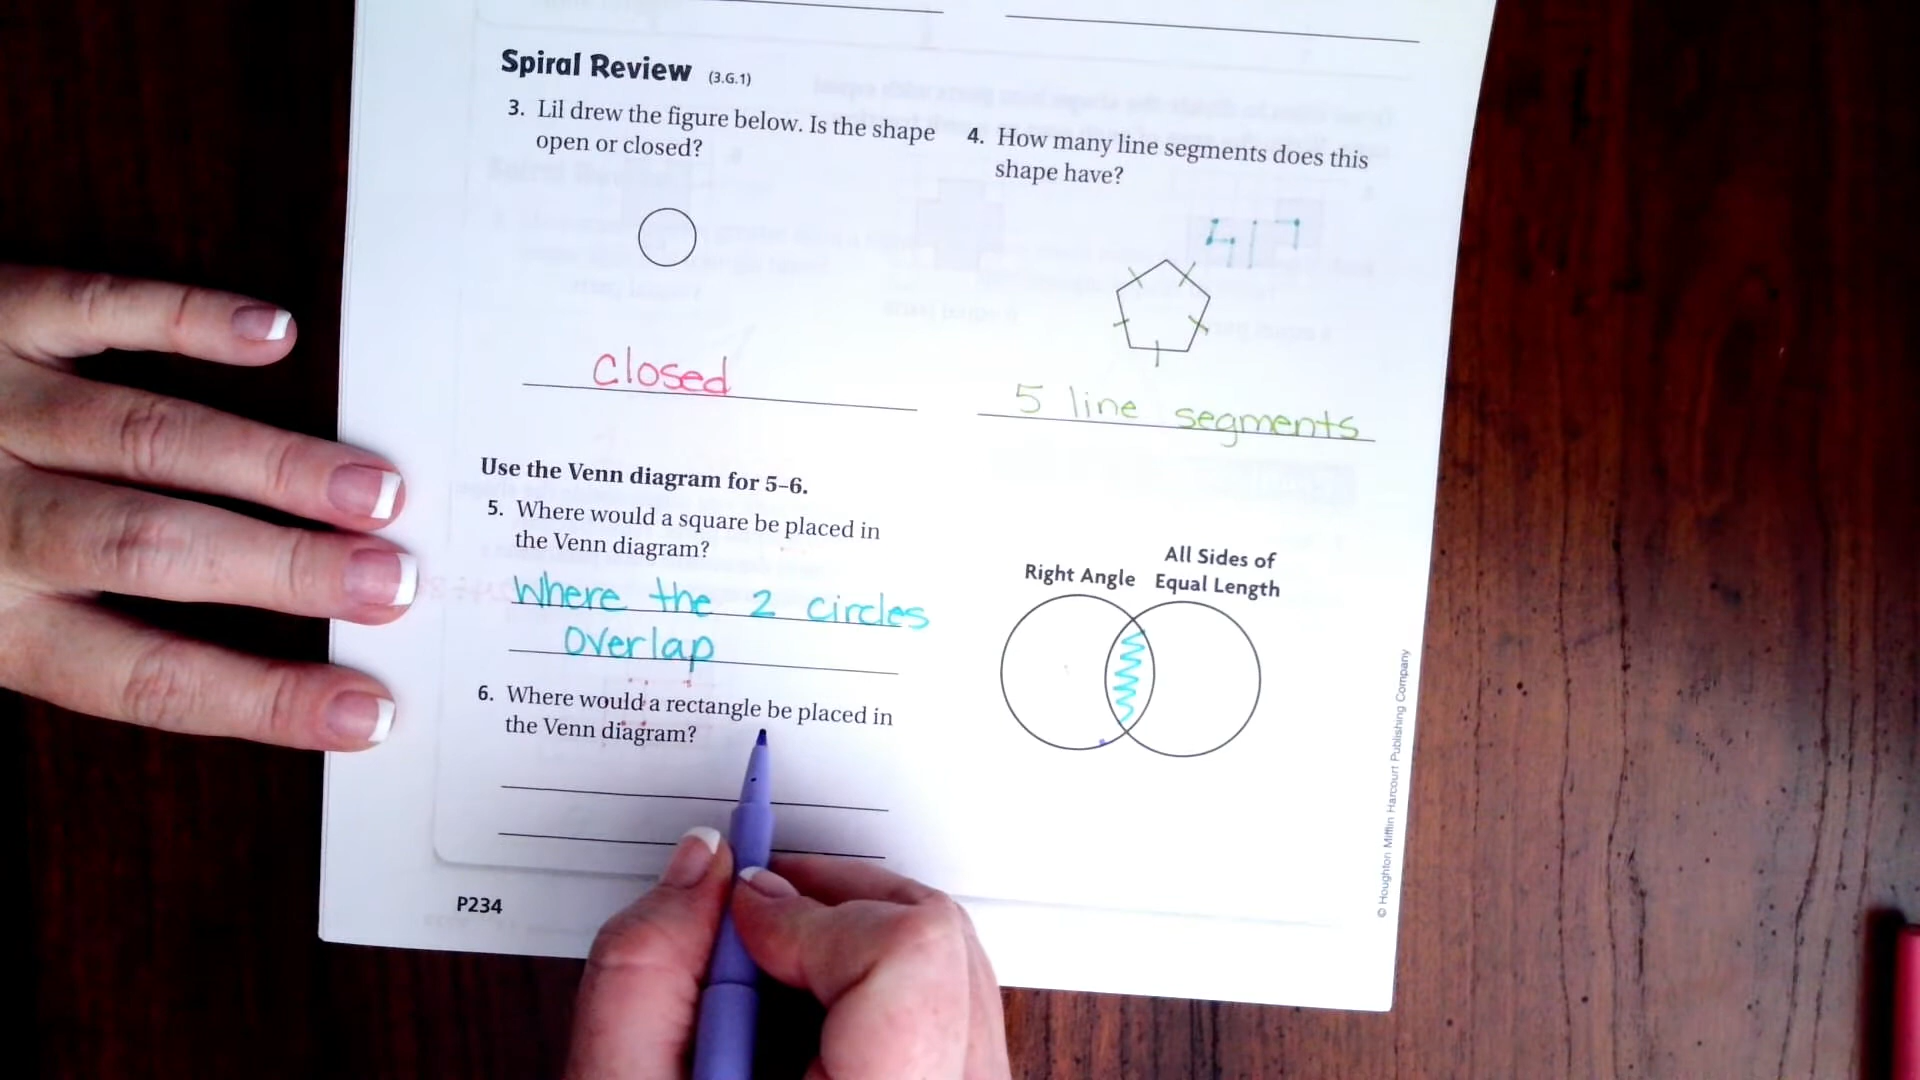 Spiral Review (3.G.1)
3. Lil drew the figure below. Is the shape
open or closed?
closed
4. How many line segments does this
shape have?
5 line segments
Use the Venn diagram for 5–6.
5. Where would a square be placed in
the Venn diagram?
Where the 2 circles
overlap
6. Where would a rectangle be placed in
the Venn diagram?
Right Angle
All Sides of
Equal Length
P234
© Houghton Mifflin Harcourt Publishing Company